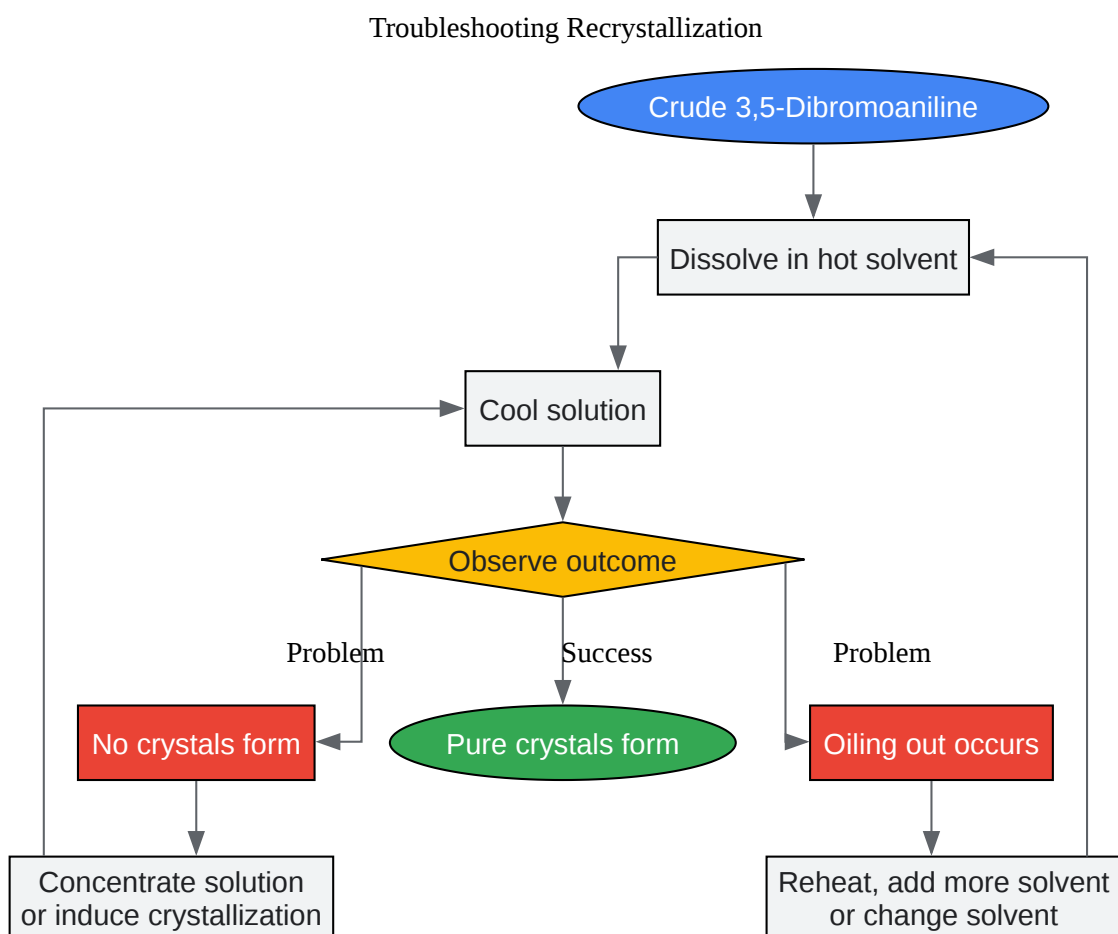 Troubleshooting Recrystallization
Crude 3,5-Dibromoaniline
Dissolve in hot solvent
Cool solution
Observe outcome
Problem
Success
Problem
No crystals form
Pure crystals form
Oiling out occurs
Concentrate solution
or induce crystallization
Reheat, add more solvent
or change solvent